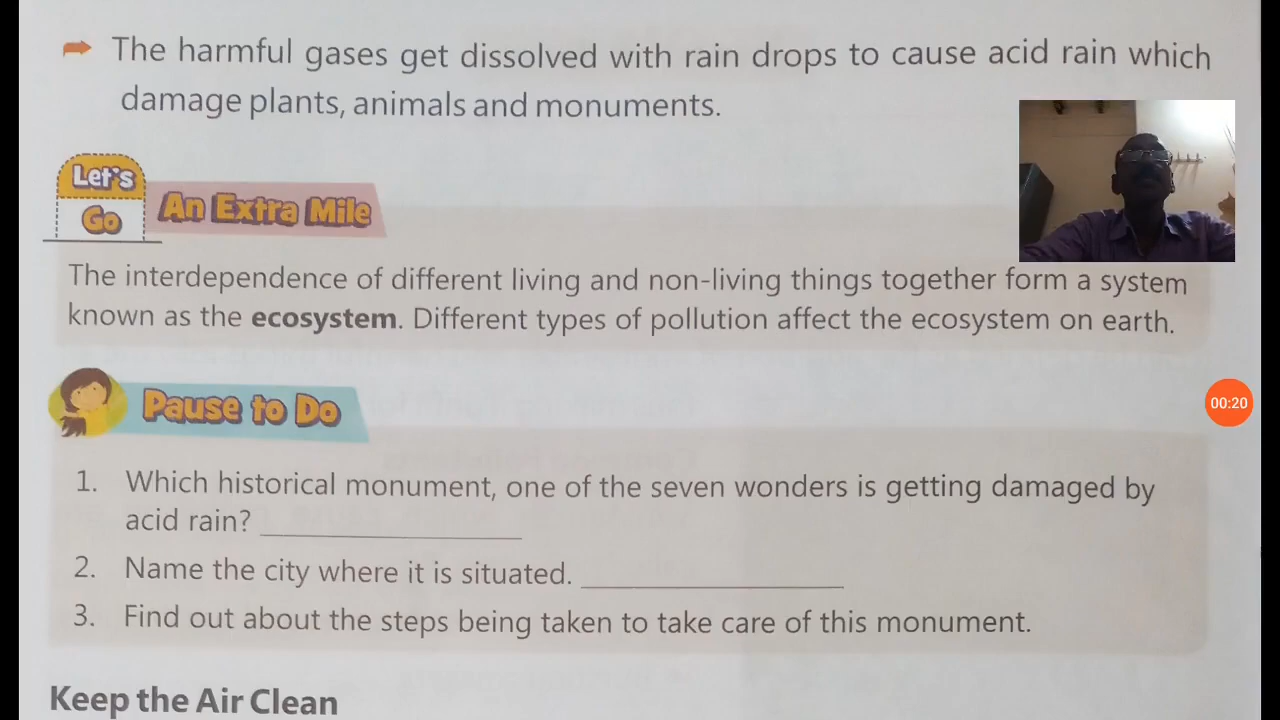 The harmful gases get dissolved with rain drops to cause acid rain which
damage plants, animals and monuments.
Let's
Go
An Extra Mile
The interdependence of different living and non-living things together form a system
known as the ecosystem. Different types of pollution affect the ecosystem on earth.
00:20
Pause to Do
1. Which historical monument, one of the seven wonders is getting damaged by
acid rain? ____________
2. Name the city where it is situated. ____________
3. Find out about the steps being taken to take care of this monument.
Keep the Air Clean